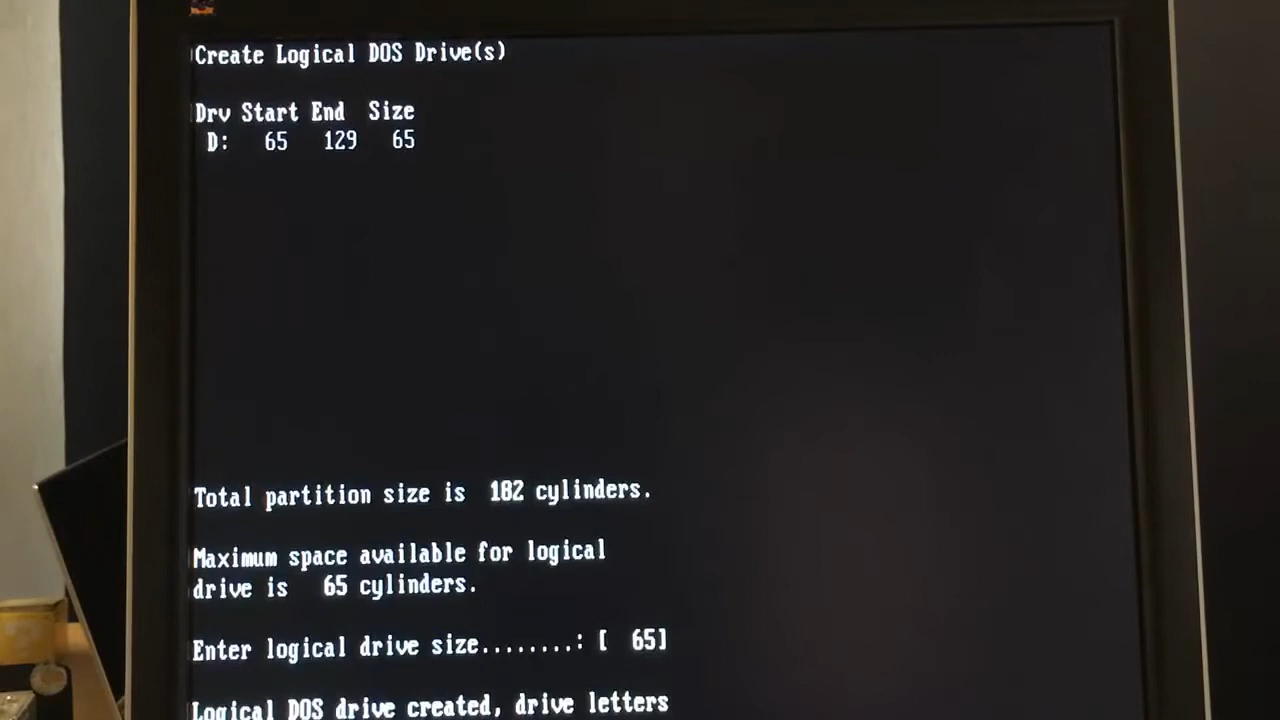 Create Logical DOS Drive(s)
Drv Start End Size
D: 65 129 65
Total partition size is 182 cylinders.
Maximum space available for logical
drive is 65 cylinders.
Enter logical drive size........: [ 65]
Logical DOS drive created, drive letters